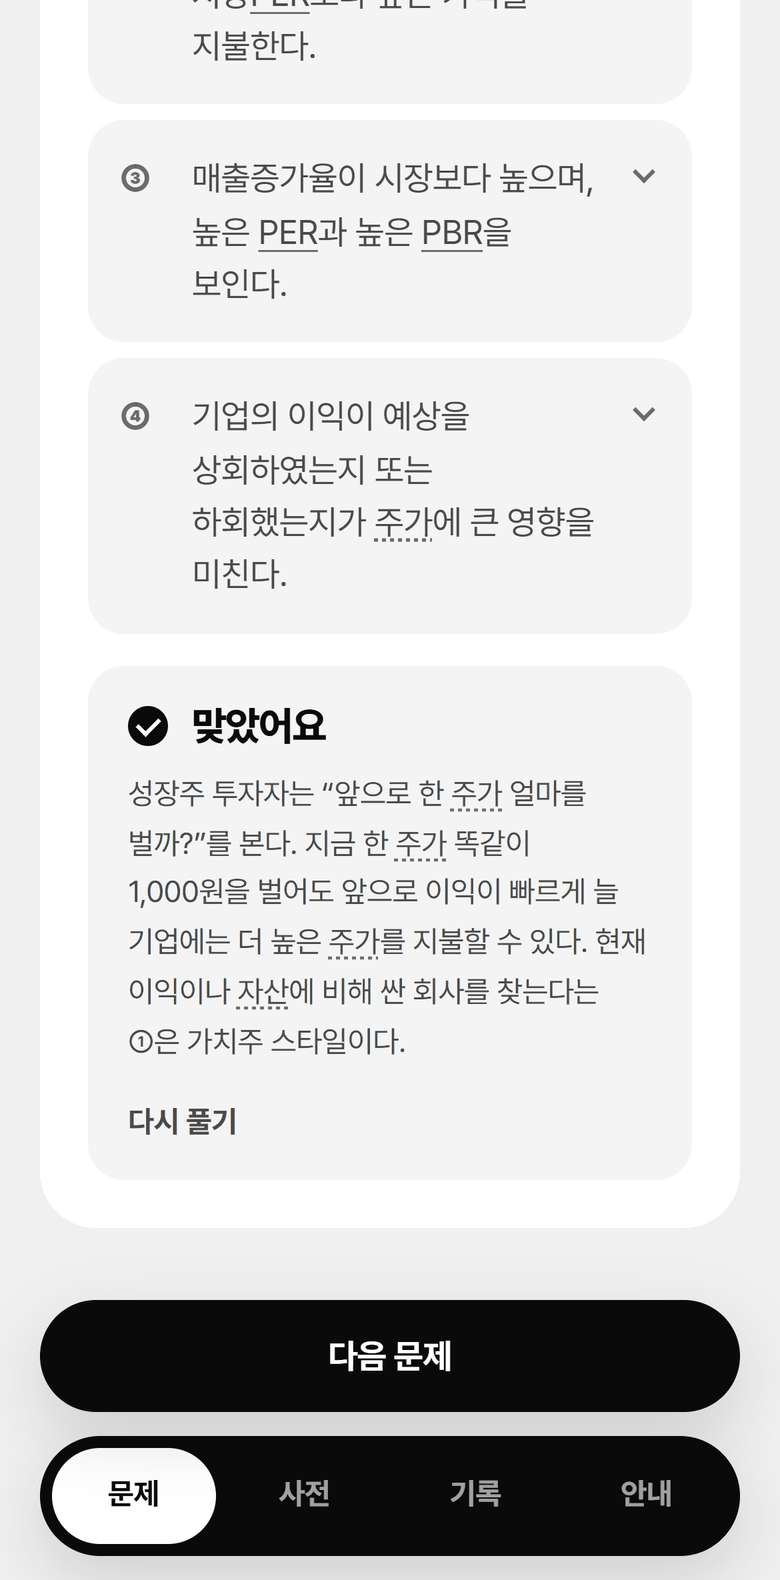 지불한다.
③ 매출증가율이 시장보다 높으며,
높은 PER과 높은 PBR을
보인다.
④ 기업의 이익이 예상을
상회하였는지 또는
하회했는지가 주가에 큰 영향을
미친다.
맞았어요
성장주 투자자는 “앞으로 한 주가 얼마를
벌까?”를 본다. 지금 한 주가 똑같이
1,000원을 벌어도 앞으로 이익이 빠르게 늘
기업에는 더 높은 주가를 지불할 수 있다. 현재
이익이나 자산에 비해 싼 회사를 찾는다는
①은 가치주 스타일이다.
다시 풀기
다음 문제
문제 사전 기록 안내